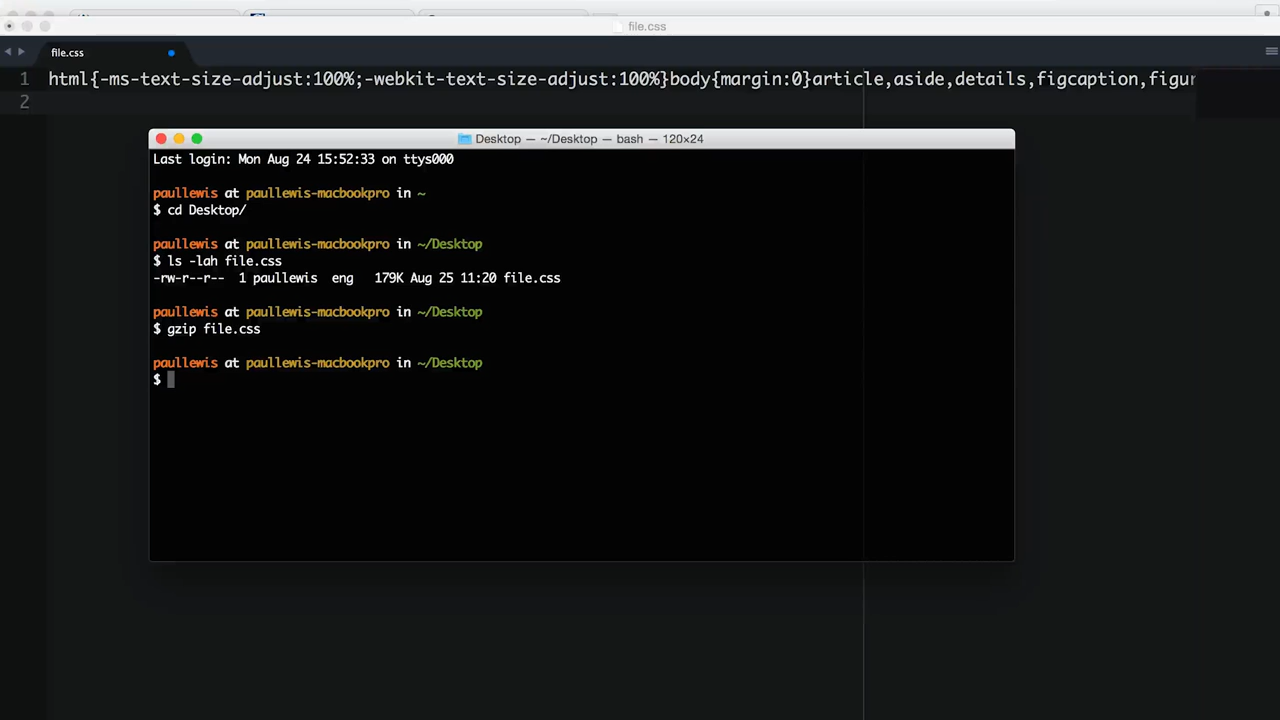 file.css
file.css
1 html{-ms-text-size-adjust:100%;-webkit-text-size-adjust:100%}body{margin:0}article,aside,details,figcaption,figur
2
Desktop — ~/Desktop — bash — 120×24
Last login: Mon Aug 24 15:52:33 on ttys000
paullewis at paullewis-macbookpro in ~
$ cd Desktop/
paullewis at paullewis-macbookpro in ~/Desktop
$ ls -lah file.css
-rw-r--r-- 1 paullewis eng 179K Aug 25 11:20 file.css
paullewis at paullewis-macbookpro in ~/Desktop
$ gzip file.css
paullewis at paullewis-macbookpro in ~/Desktop
$